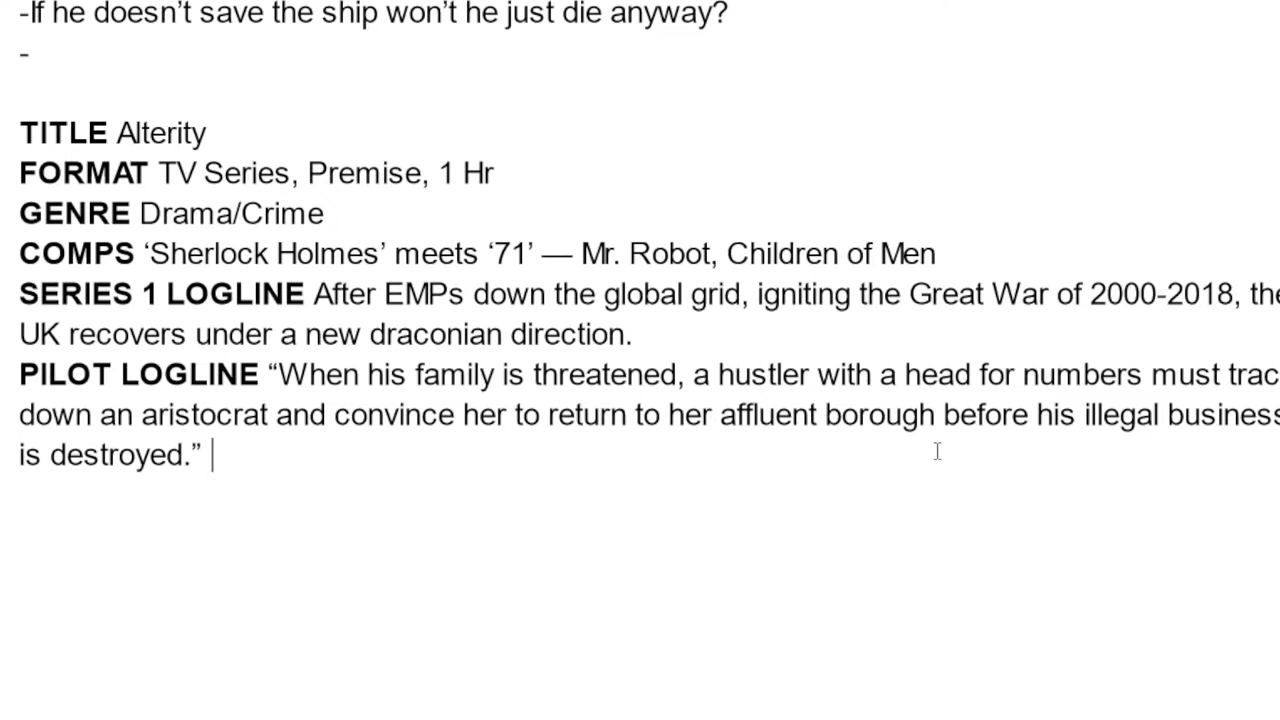 -If he doesn’t save the ship won’t he just die anyway?
-
TITLE Alterity
FORMAT TV Series, Premise, 1 Hr
GENRE Drama/Crime
COMPS ‘Sherlock Holmes’ meets ‘71’ — Mr. Robot, Children of Men
SERIES 1 LOGLINE After EMPs down the global grid, igniting the Great War of 2000-2018, the
UK recovers under a new draconian direction.
PILOT LOGLINE “When his family is threatened, a hustler with a head for numbers must trac
down an aristocrat and convince her to return to her affluent borough before his illegal business
is destroyed.”